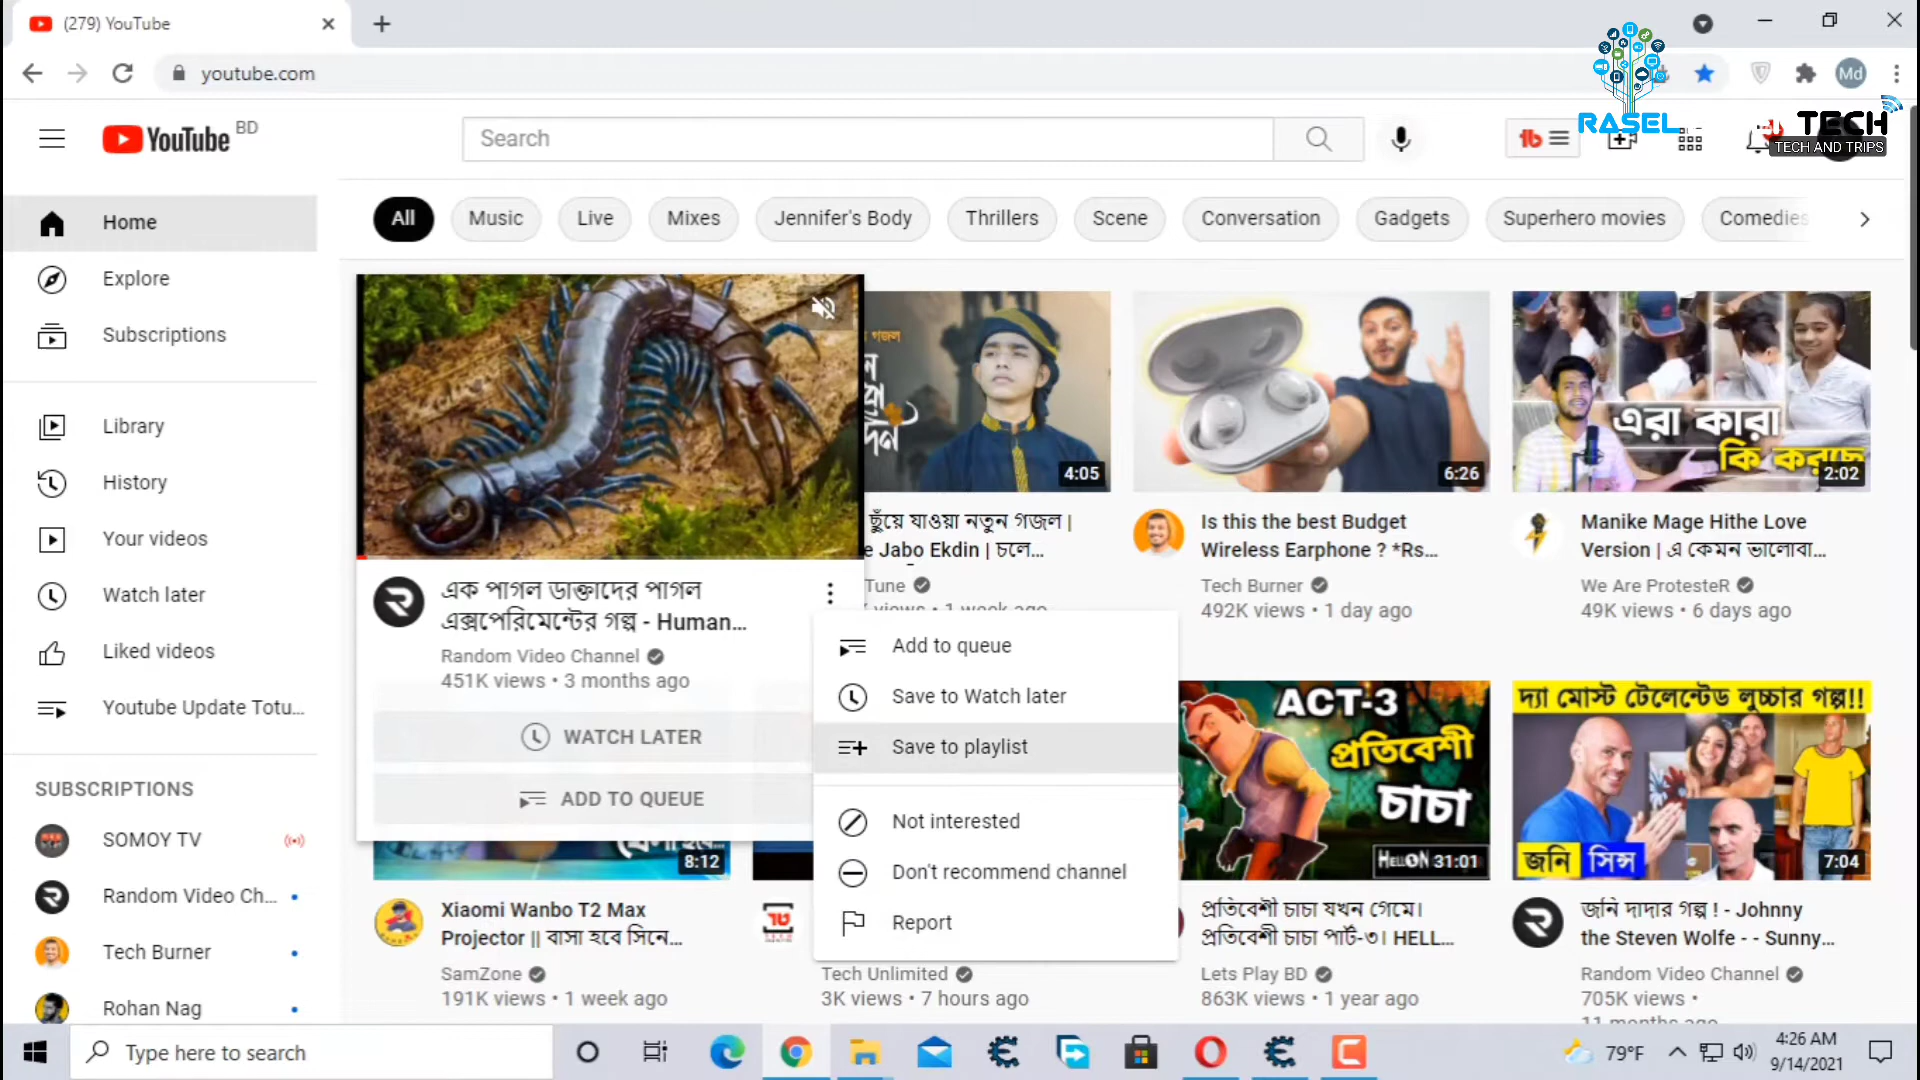 (279) YouTube
youtube.com
Md
RASEL
TECH
TECH AND TRIPS
YouTube BD
Search
All
Music
Live
Mixes
Jennifer's Body
Thrillers
Scene
Conversation
Gadgets
Superhero movies
Comedies
Home
Explore
Subscriptions
Library
History
Your videos
Watch later
Liked videos
Youtube Update Totu...
SUBSCRIPTIONS
SOMOY TV
Random Video Ch...
Tech Burner
Rohan Nag
এক পাগল ডাক্তাদের পাগল
এক্সপেরিমেন্টের গল্প - Human...
Random Video Channel
451K views • 3 months ago
WATCH LATER
ADD TO QUEUE
গজল
4:05
ছুঁয়ে যাওয়া নতুন গজল |
Jabo Ekdin | চলে...
Tune
views • 1 week ago
6:26
Is this the best Budget
Wireless Earphone ? *Rs...
Tech Burner
492K views • 1 day ago
এরা কারা
কি করছে
2:02
Manike Mage Hithe Love
Version | এ কেমন ভালোবা...
We Are ProtesteR
49K views • 6 days ago
Add to queue
Save to Watch later
Save to playlist
Not interested
Don't recommend channel
Report
8:12
Xiaomi Wanbo T2 Max
Projector || বাসা হবে সিনে...
SamZone
191K views • 1 week ago
Tech Unlimited
3K views • 7 hours ago
ACT-3
প্রতিবেশী
চাচা
31:01
প্রতিবেশী চাচা যখন গেমে।
প্রতিবেশী চাচা পার্ট-৩। HELL...
Lets Play BD
863K views • 1 year ago
দ্যা মোস্ট টেলেন্টেড লুচ্চার গল্প!!
জনি সিন্স
7:04
জনি দাদার গল্প ! - Johnny
the Steven Wolfe - - Sunny...
Random Video Channel
705K views •
11 months ago
Type here to search
79°F
4:26 AM
9/14/2021